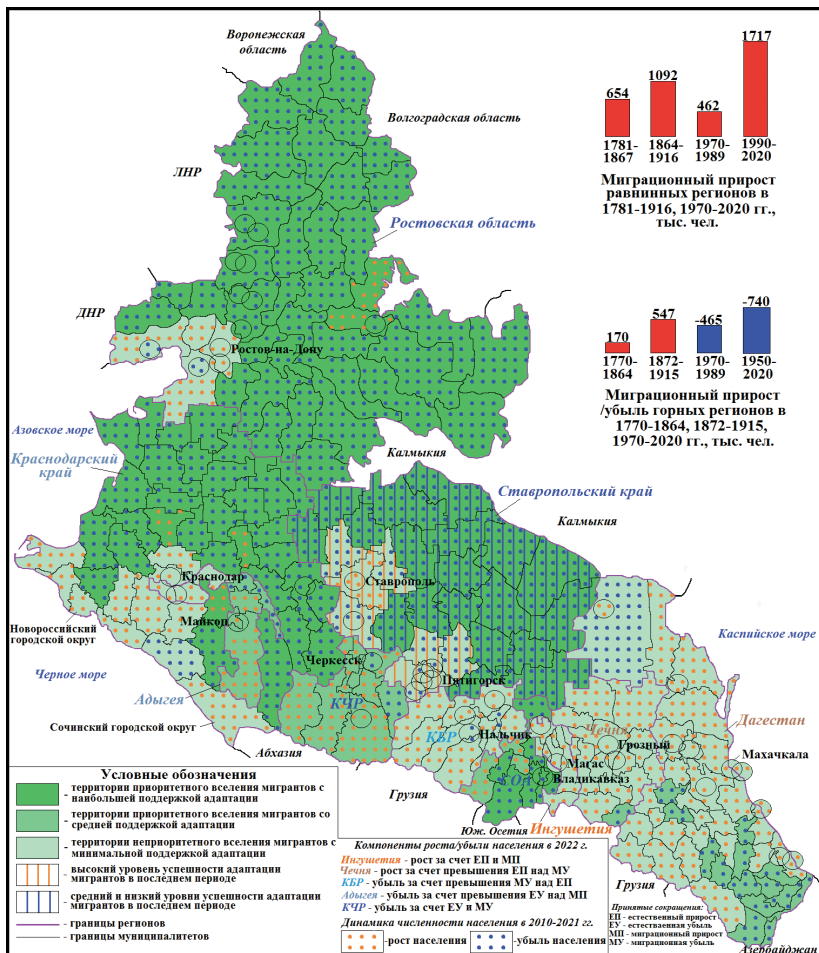 Воронежская
область
Волгоградская область
ЛНР
Ростовская область
ДНР
Ростов-на-Дону
Азовское море
Краснодарский
край
Калмыкия
Ставропольский край
Калмыкия
Краснодар
Ставрополь
Майкоп
Новороссийский
городской округ
Каспийское море
Черное море
Черкесск
Пятигорск
Адыгея
КЧР
Дагестан
Чечня
КБР
Нальчик
Грозный
Сочинский городской округ
Махачкала
Абхазия
Магас
Владикавказ
Грузия
Юж. Осетия
Ингушетия
Грузия
Азербайджан
654
1092
462
1717
1781-
1867
1864-
1916
1970-
1989
1990-
2020
Миграционный прирост
равнинных регионов в
1781-1916, 1970-2020 гг.,
тыс. чел.
170
547
-465
-740
1770-
1864
1872-
1915
1970-
1989
1950-
2020
Миграционный прирост
/убыль горных регионов в
1770-1864, 1872-1915,
1970-2020 гг., тыс. чел.
Условные обозначения
- территории приоритетного вселения мигрантов с
наибольшей поддержкой адаптации
- территории приоритетного вселения мигрантов со
средней поддержкой адаптации
- территории неприоритетного вселения мигрантов с
минимальной поддержкой адаптации
- высокий уровень успешности адаптации
мигрантов в последнем периоде
- средний и низкий уровни успешности адаптации
мигрантов в последнем периоде
- границы регионов
- границы муниципалитетов
Компоненты роста/убыли населения в 2022 г.
Ингушетия - рост за счет ЕП и МП
Чечня - рост за счет превышения ЕП над МУ
КБР - убыль за счет превышения МУ над ЕП
Адыгея - убыль за счет превышения ЕУ над МП
КЧР - убыль за счет ЕУ и МУ
Динамика численности населения в 2010-2021 гг.
-рост населения
-убыль населения
Принятые сокращения:
ЕП - естественный прирост
ЕУ - естественная убыль
МП - миграционный прирост
МУ - миграционная убыль